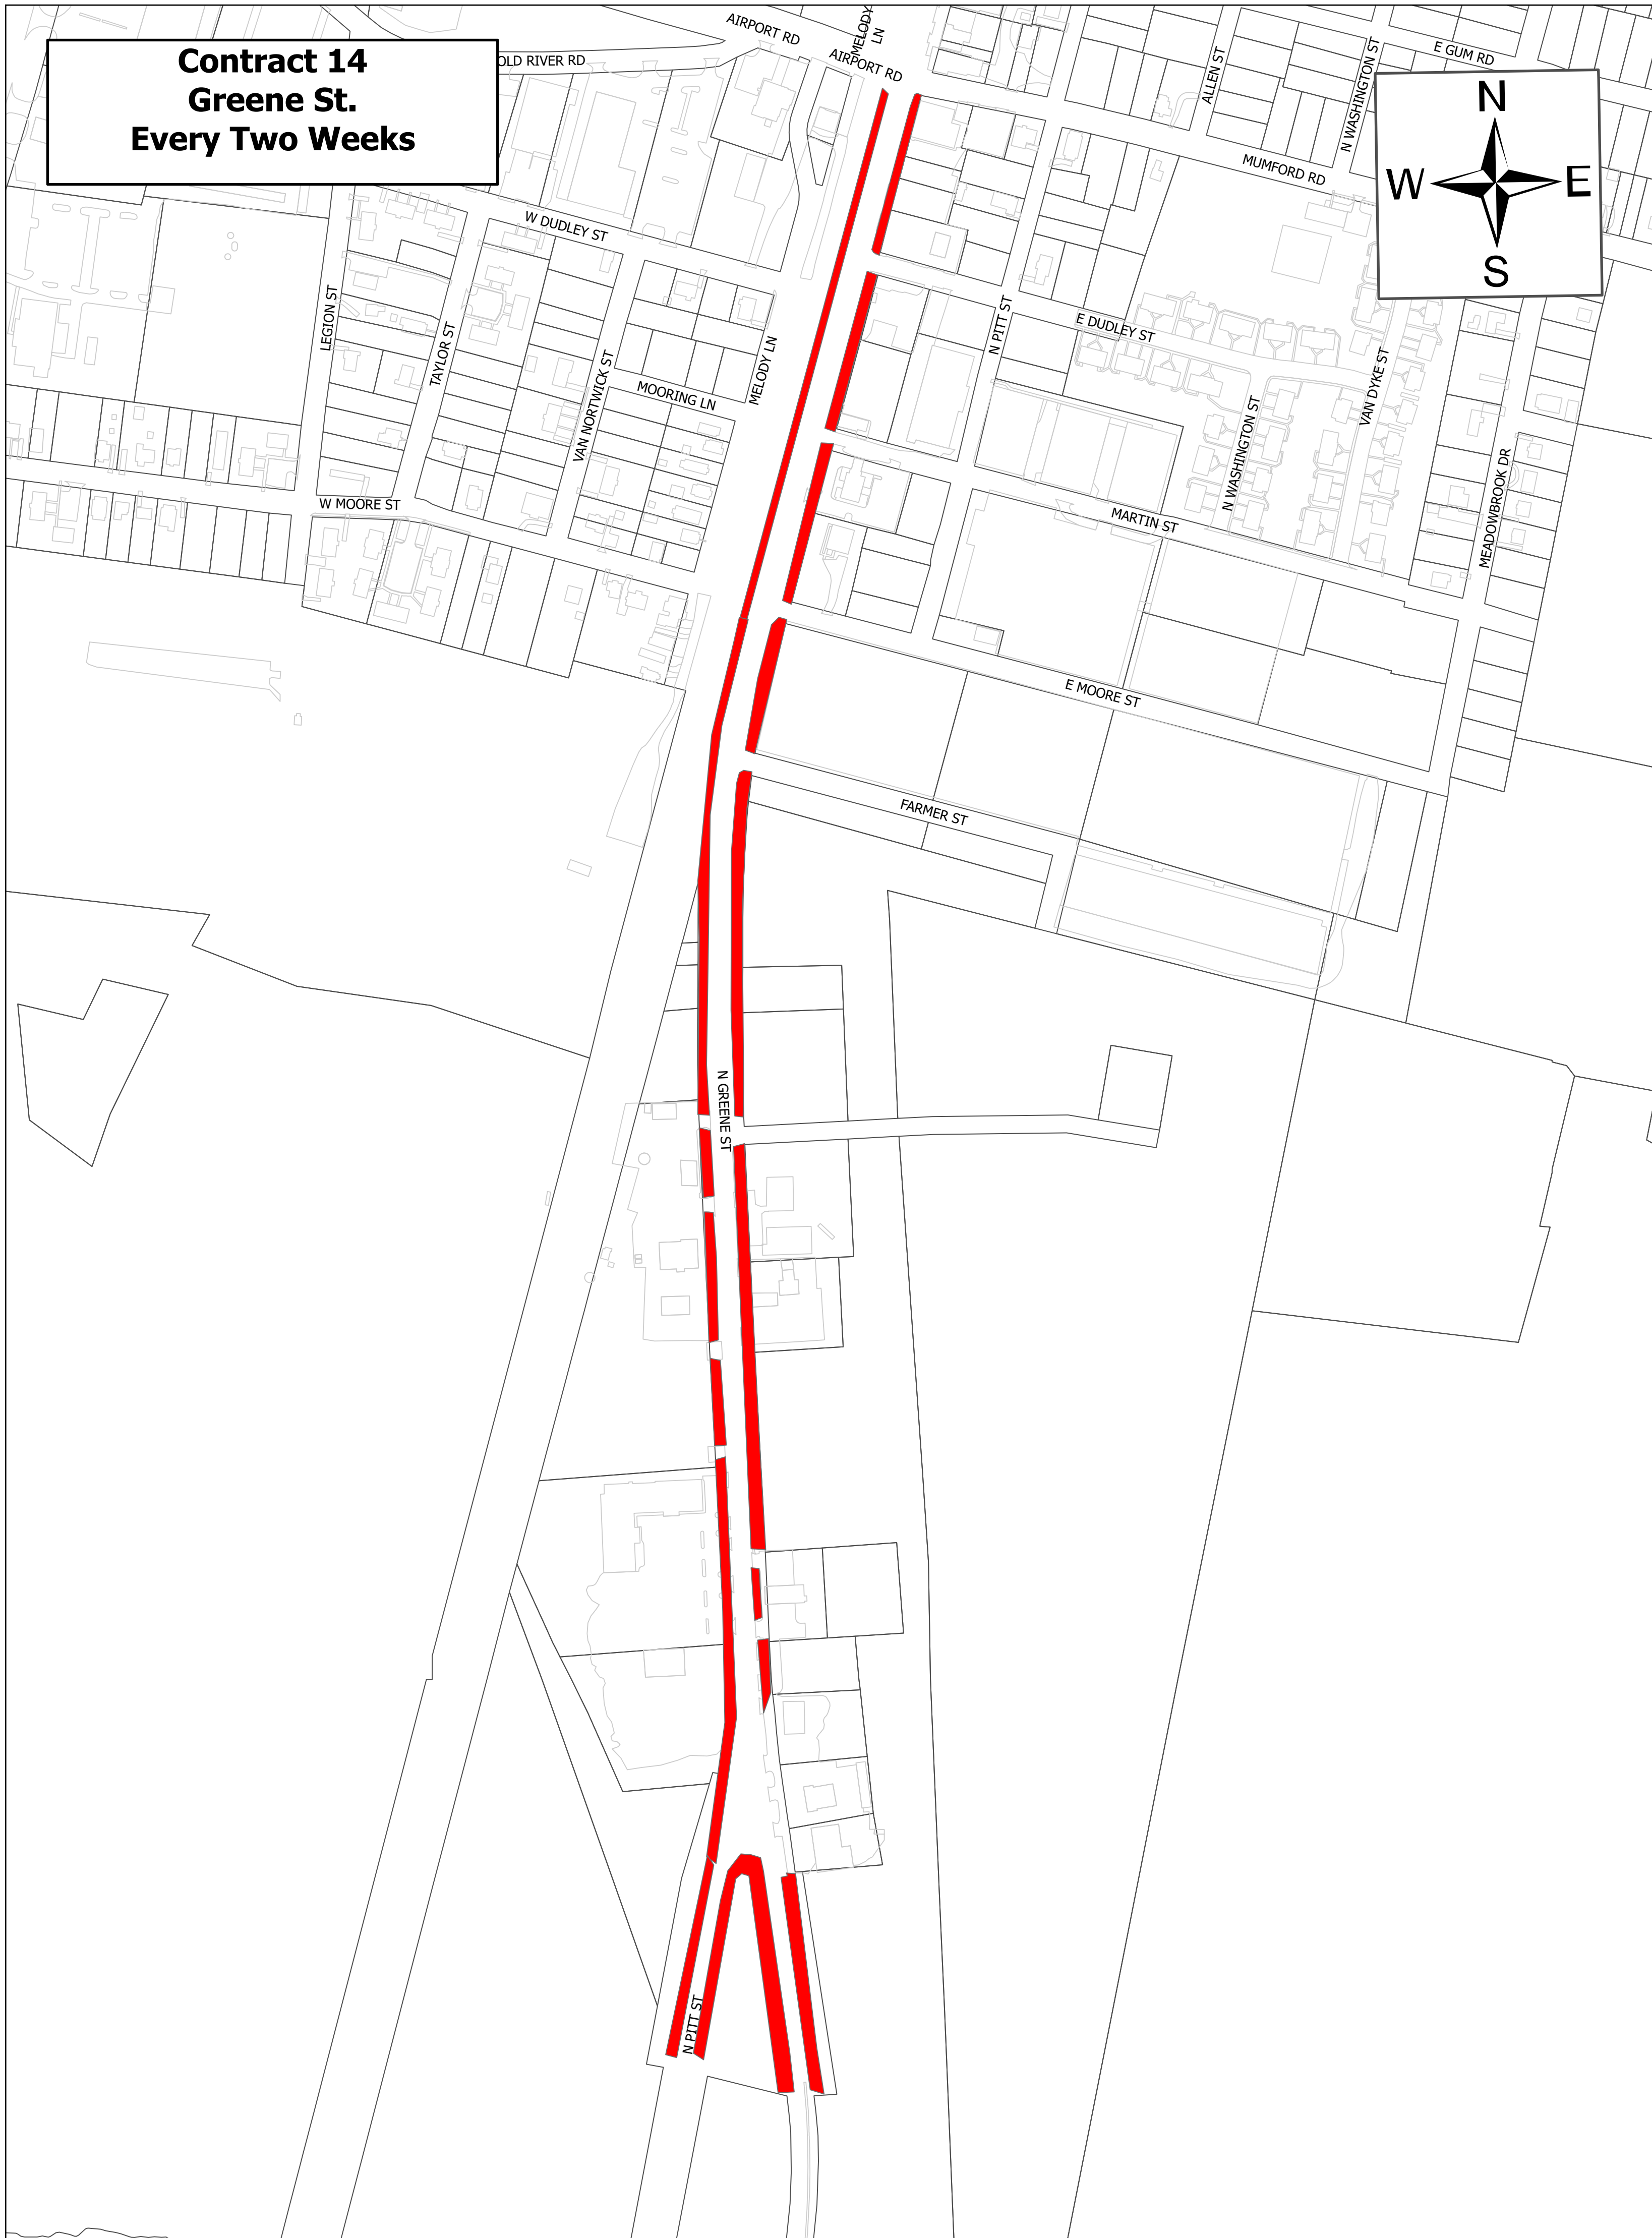 Contract 14
Greene St.
Every Two Weeks
AIRPORT RD
MELODY
LN
AIRPORT RD
OLD RIVER RD
E GUM RD
ALLEN ST
N WASHINGTON ST
N
W
E
S
MUMFORD RD
W DUDLEY ST
LEGION ST
TAYLOR ST
N PITT ST
E DUDLEY ST
VAN NORTWICK ST
MELODY LN
MOORING LN
VAN DYKE ST
N WASHINGTON ST
MEADOWBROOK DR
W MOORE ST
MARTIN ST
E MOORE ST
FARMER ST
N GREENE ST
N PITT ST